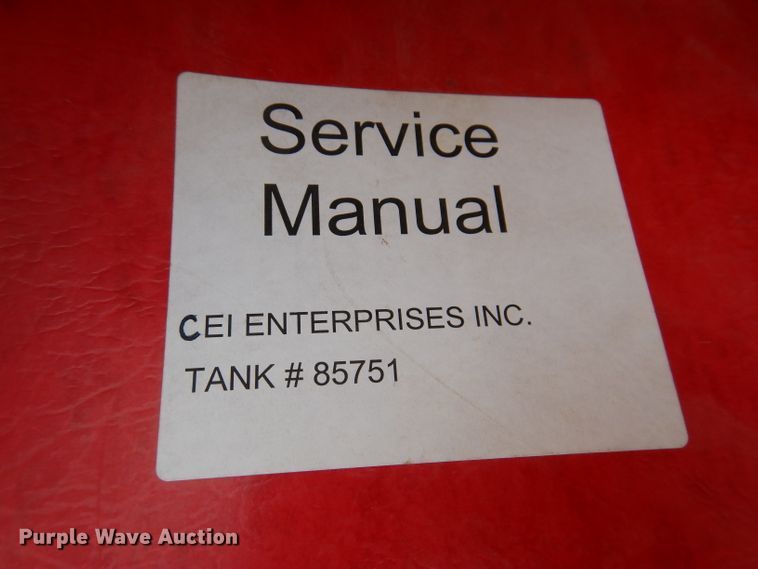 Service
Manual
CEI ENTERPRISES INC.
TANK # 85751
Purple Wave Auction